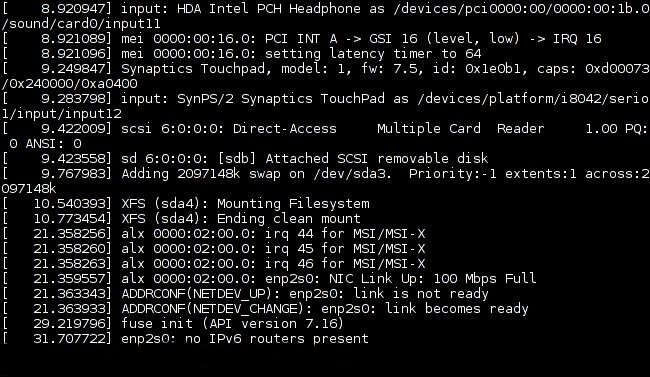 [    8.920947] input: HDA Intel PCH Headphone as /devices/pci0000:00/0000:00:1b.0
/sound/card0/input11
[    8.921089] mei 0000:00:16.0: PCI INT A -> GSI 16 (level, low) -> IRQ 16
[    8.921096] mei 0000:00:16.0: setting latency timer to 64
[    9.249847] Synaptics Touchpad, model: 1, fw: 7.5, id: 0x1e0b1, caps: 0xd00073
/0x240000/0xa0400
[    9.283798] input: SynPS/2 Synaptics TouchPad as /devices/platform/i8042/serio
1/input/input12
[    9.422009] scsi 6:0:0:0: Direct-Access     Multiple Card  Reader     1.00 PQ:
 0 ANSI: 0
[    9.423558] sd 6:0:0:0: [sdb] Attached SCSI removable disk
[    9.767983] Adding 2097148k swap on /dev/sda3.  Priority:-1 extents:1 across:2
097148k
[   10.540393] XFS (sda4): Mounting Filesystem
[   10.773454] XFS (sda4): Ending clean mount
[   21.358256] alx 0000:02:00.0: irq 44 for MSI/MSI-X
[   21.358260] alx 0000:02:00.0: irq 45 for MSI/MSI-X
[   21.358263] alx 0000:02:00.0: irq 46 for MSI/MSI-X
[   21.359557] alx 0000:02:00.0: enp2s0: NIC Link Up: 100 Mbps Full
[   21.363343] ADDRCONF(NETDEV_UP): enp2s0: link is not ready
[   21.363933] ADDRCONF(NETDEV_CHANGE): enp2s0: link becomes ready
[   29.219796] fuse init (API version 7.16)
[   31.707722] enp2s0: no IPv6 routers present